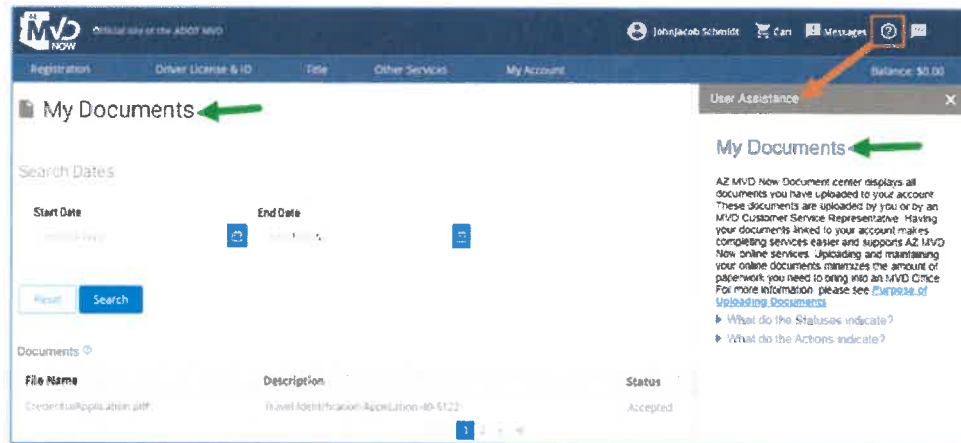 AZ
MVD
NOW
Official site of the ADOT MVD
JohnJacob Schmidt
Cart
Messages
Registration
Driver License & ID
Title
Other Services
My Account
Balance: $0.00
My Documents
User Assistance
X
My Documents
Search Dates
Start Date
End Date
AZ MVD Now Document center displays all
documents you have uploaded to your account
These documents are uploaded by you or by an
MVD Customer Service Representative. Having
your documents linked to your account makes
completing services easier and supports AZ MVD
Now online services. Uploading and maintaining
your online documents minimizes the amount of
paperwork you need to bring into an MVD Office
For more information, please see Purpose of
Uploading Documents
What do the Statuses indicate?
What do the Actions indicate?
Reset
Search
Documents
File Name
Description
Status
CredentialApplication.pdf
Travel Identification Application-40-5122
Accepted
1 2